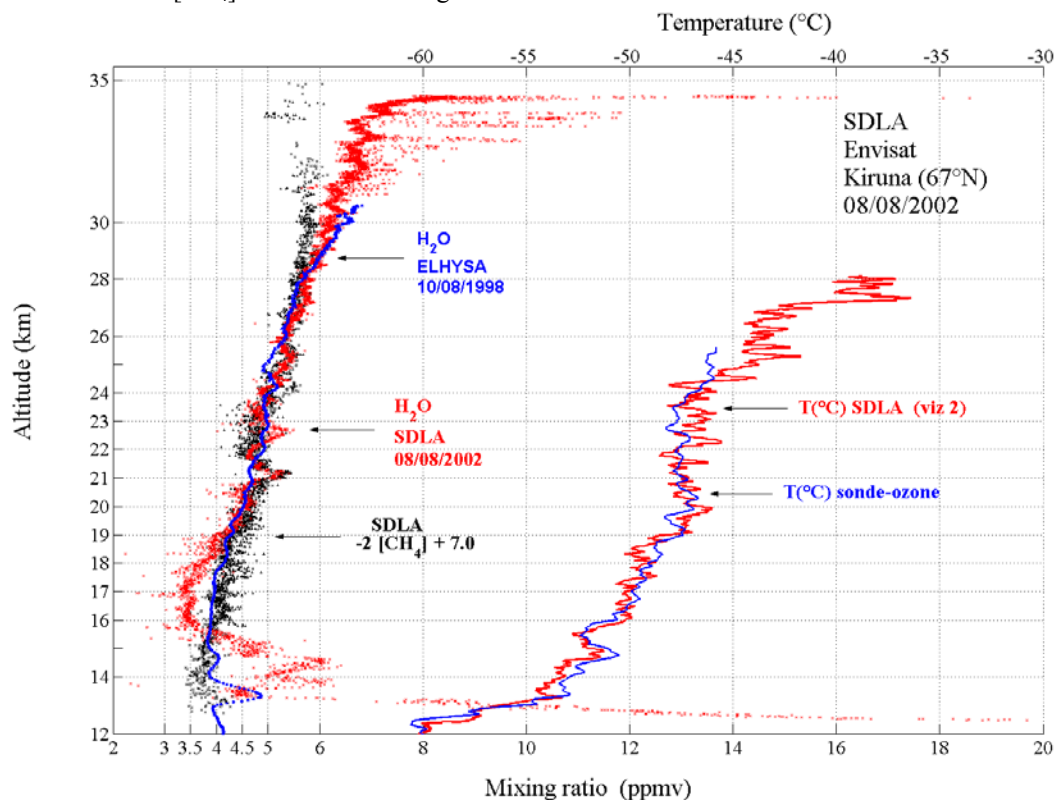 Temperature (°C)
-60 -55 -50 -45 -40 -35 -30
35
30
28
26
24
23
22
21
20
19
18
17
16
14
13
12
Altitude (km)
SDLA
Envisat
Kiruna (67°N)
08/08/2002
H2O
ELHYSA
10/08/1998
H2O
SDLA
08/08/2002
T(°C) SDLA (viz 2)
T(°C) sonde-ozone
SDLA
-2 [CH4] + 7.0
2 3 3.5 4 4.5 5 6 8 10 12 14 16 18 20
Mixing ratio (ppmv)